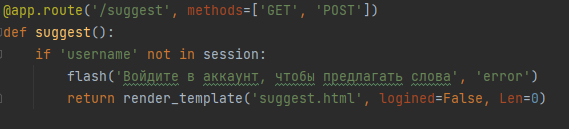 @app.route('/suggest', methods=['GET', 'POST'])
def suggest():
    if 'username' not in session:
        flash('Войдите в аккаунт, чтобы предлагать слова', 'error')
        return render_template('suggest.html', logined=False, Len=0)